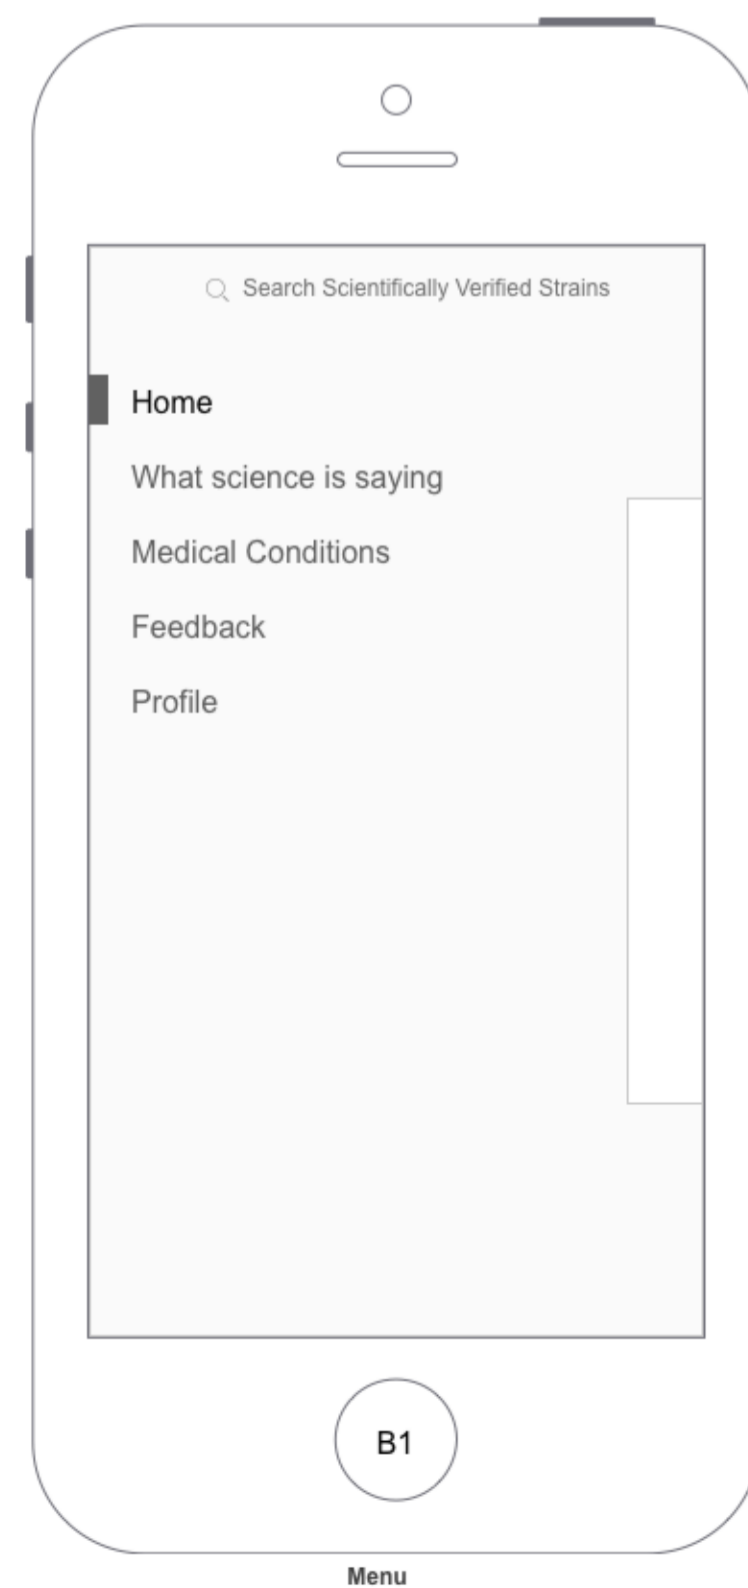 Search Scientifically Verified Strains
Home
What science is saying
Medical Conditions
Feedback
Profile
B1
Menu